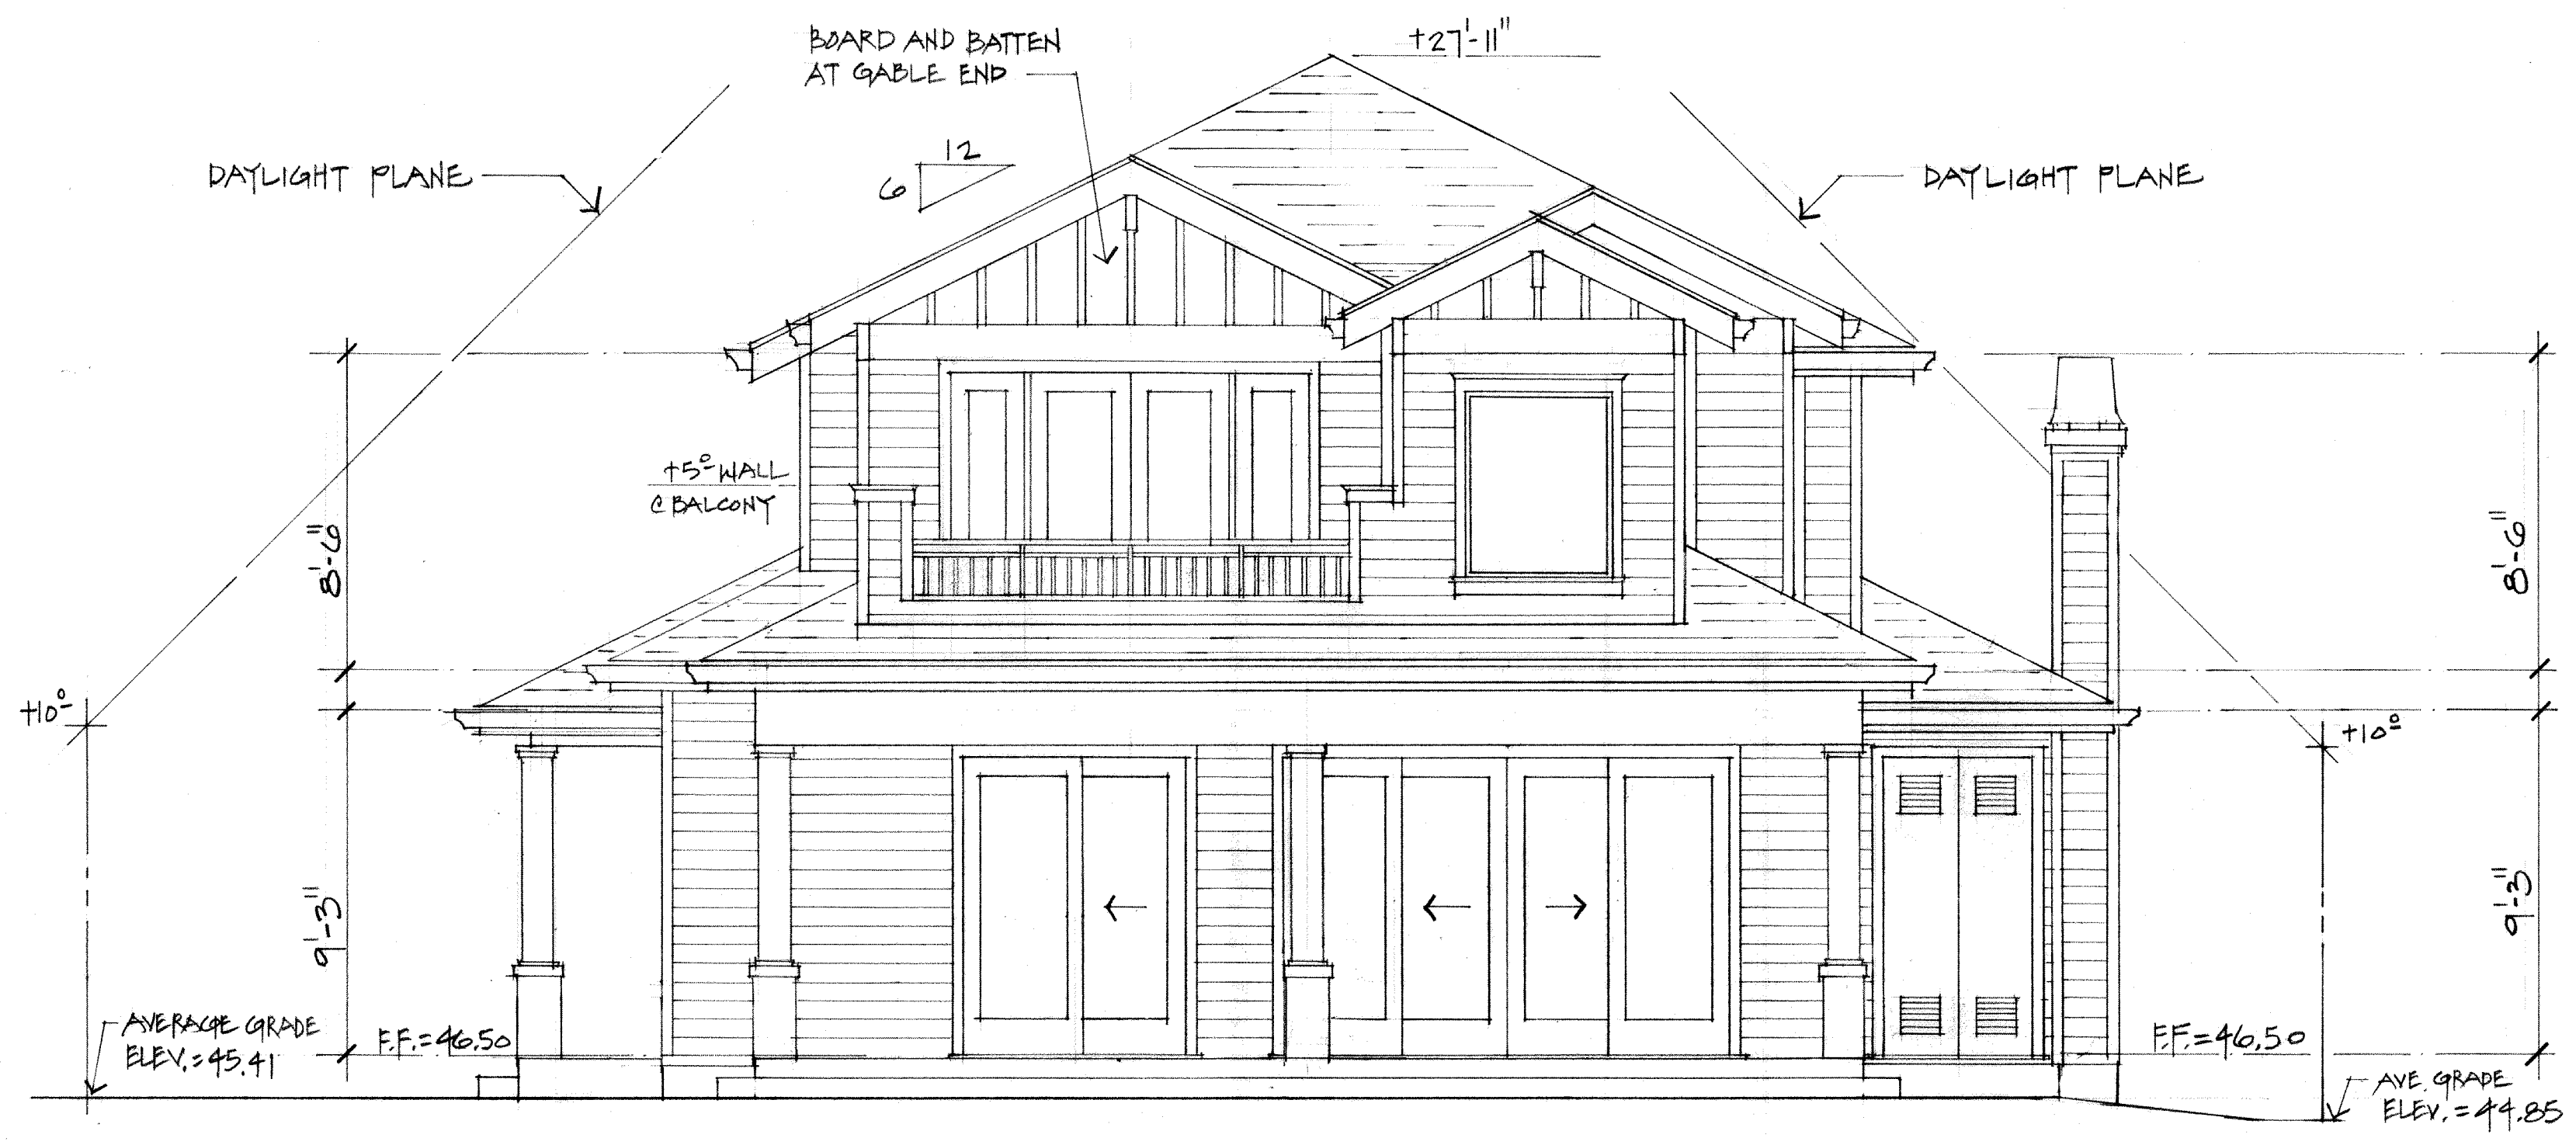 BOARD AND BATTEN
AT GABLE END
+27'-11"
DAYLIGHT PLANE
12
6
DAYLIGHT PLANE
+5° WALL
@ BALCONY
8'-6"
8'-6"
+10°
+10°
9'-3"
9'-3"
AVERAGE GRADE
ELEV. = 45.41
F.F. = 46.50
F.F. = 46.50
AVE. GRADE
ELEV. = 44.85